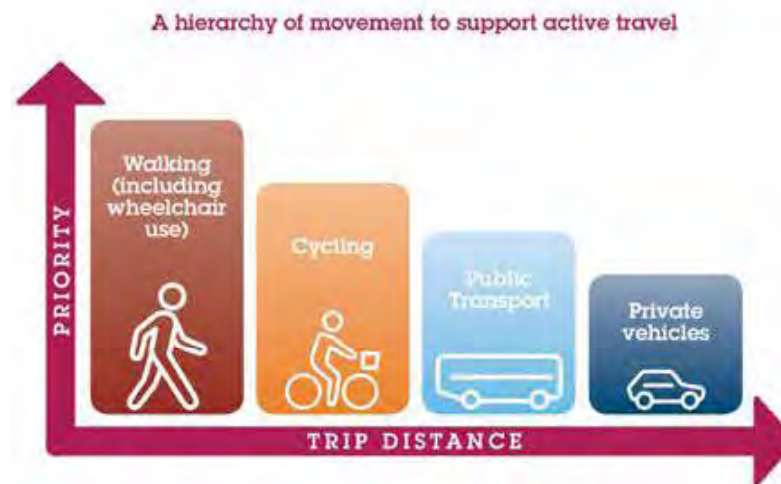 A hierarchy of movement to support active travel
PRIORITY
Walking
(including
wheelchair
use)
Cycling
Public
Transport
Private
vehicles
TRIP DISTANCE